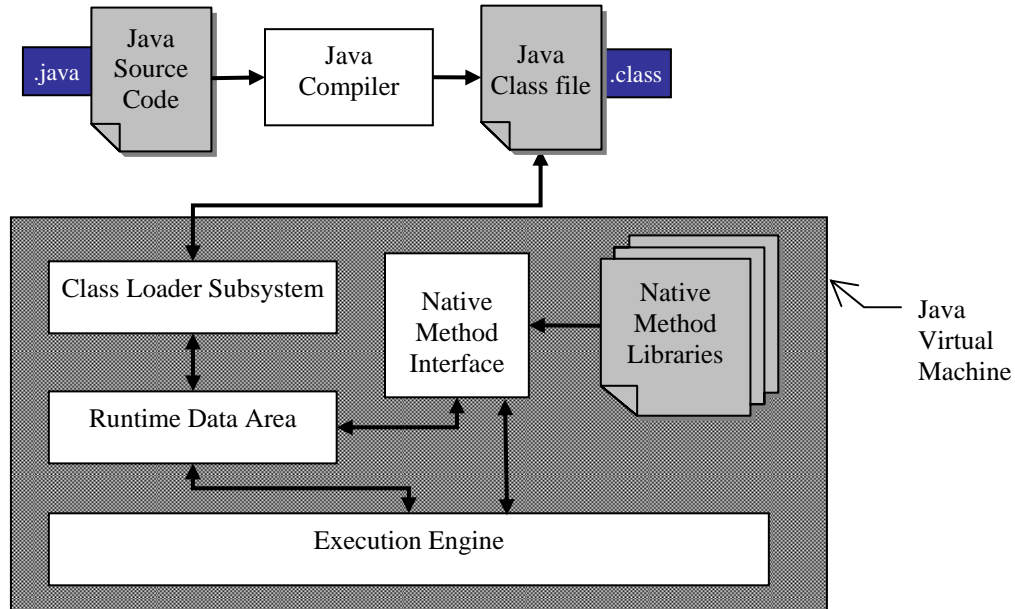 .java
Java
Source
Code
Java
Compiler
Java
Class file
.class
Class Loader Subsystem
Native
Method
Interface
Native
Method
Libraries
Java
Virtual
Machine
Runtime Data Area
Execution Engine